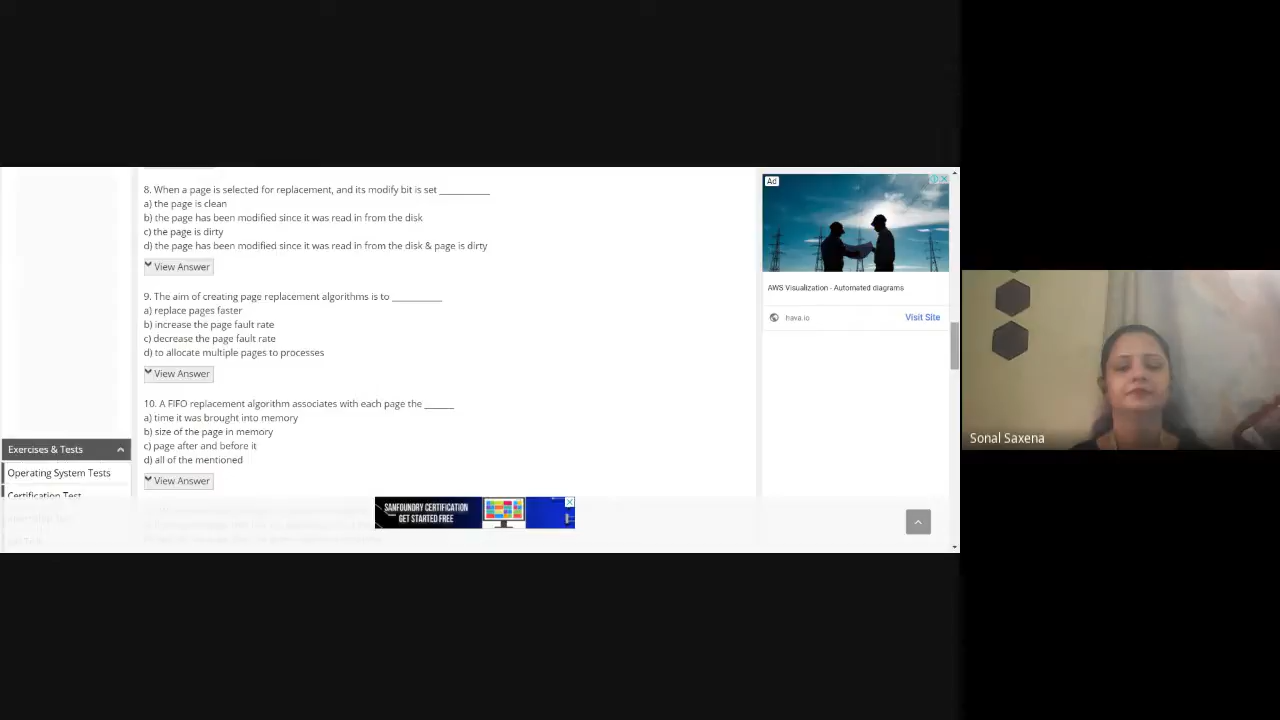 8. When a page is selected for replacement, and its modify bit is set __________
a) the page is clean
b) the page has been modified since it was read in from the disk
c) the page is dirty
d) the page has been modified since it was read in from the disk & page is dirty
View Answer
9. The aim of creating page replacement algorithms is to __________
a) replace pages faster
b) increase the page fault rate
c) decrease the page fault rate
d) to allocate multiple pages to processes
View Answer
10. A FIFO replacement algorithm associates with each page the ______
a) time it was brought into memory
b) size of the page in memory
c) page after and before it
d) all of the mentioned
View Answer
Exercises & Tests
Operating System Tests
Certification Test
SANFOUNDRY CERTIFICATION
GET STARTED FREE
Ad
AWS Visualization - Automated diagrams
hava.io
Visit Site
Sonal Saxena